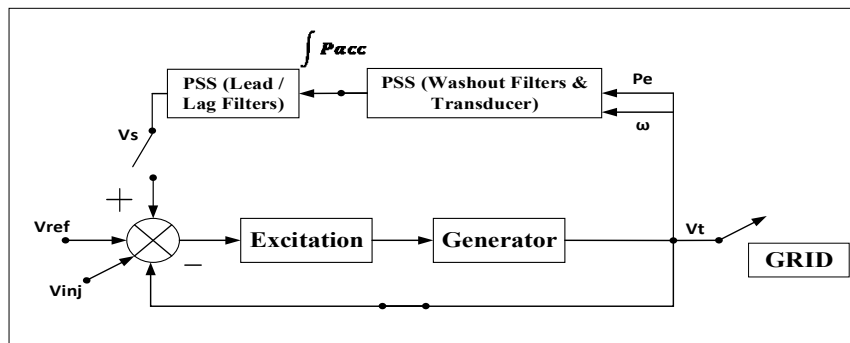 ∫ Pacc
PSS (Lead /
Lag Filters)
PSS (Washout Filters &
Transducer)
Pe
ω
Vs
+
Vref
−
Excitation
Generator
Vt
GRID
Vinj